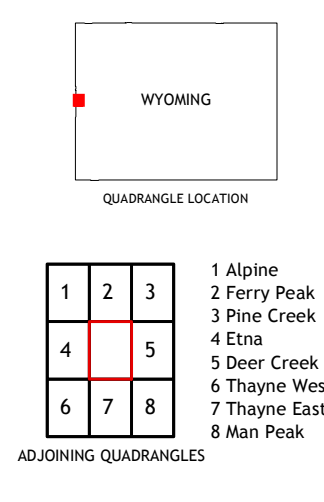 WYOMING
QUADRANGLE LOCATION
1 2 3
4 5
6 7 8
ADJOINING QUADRANGLES
1 Alpine
2 Ferry Peak
3 Pine Creek
4 Etna
5 Deer Creek
6 Thayne Wes
7 Thayne East
8 Man Peak